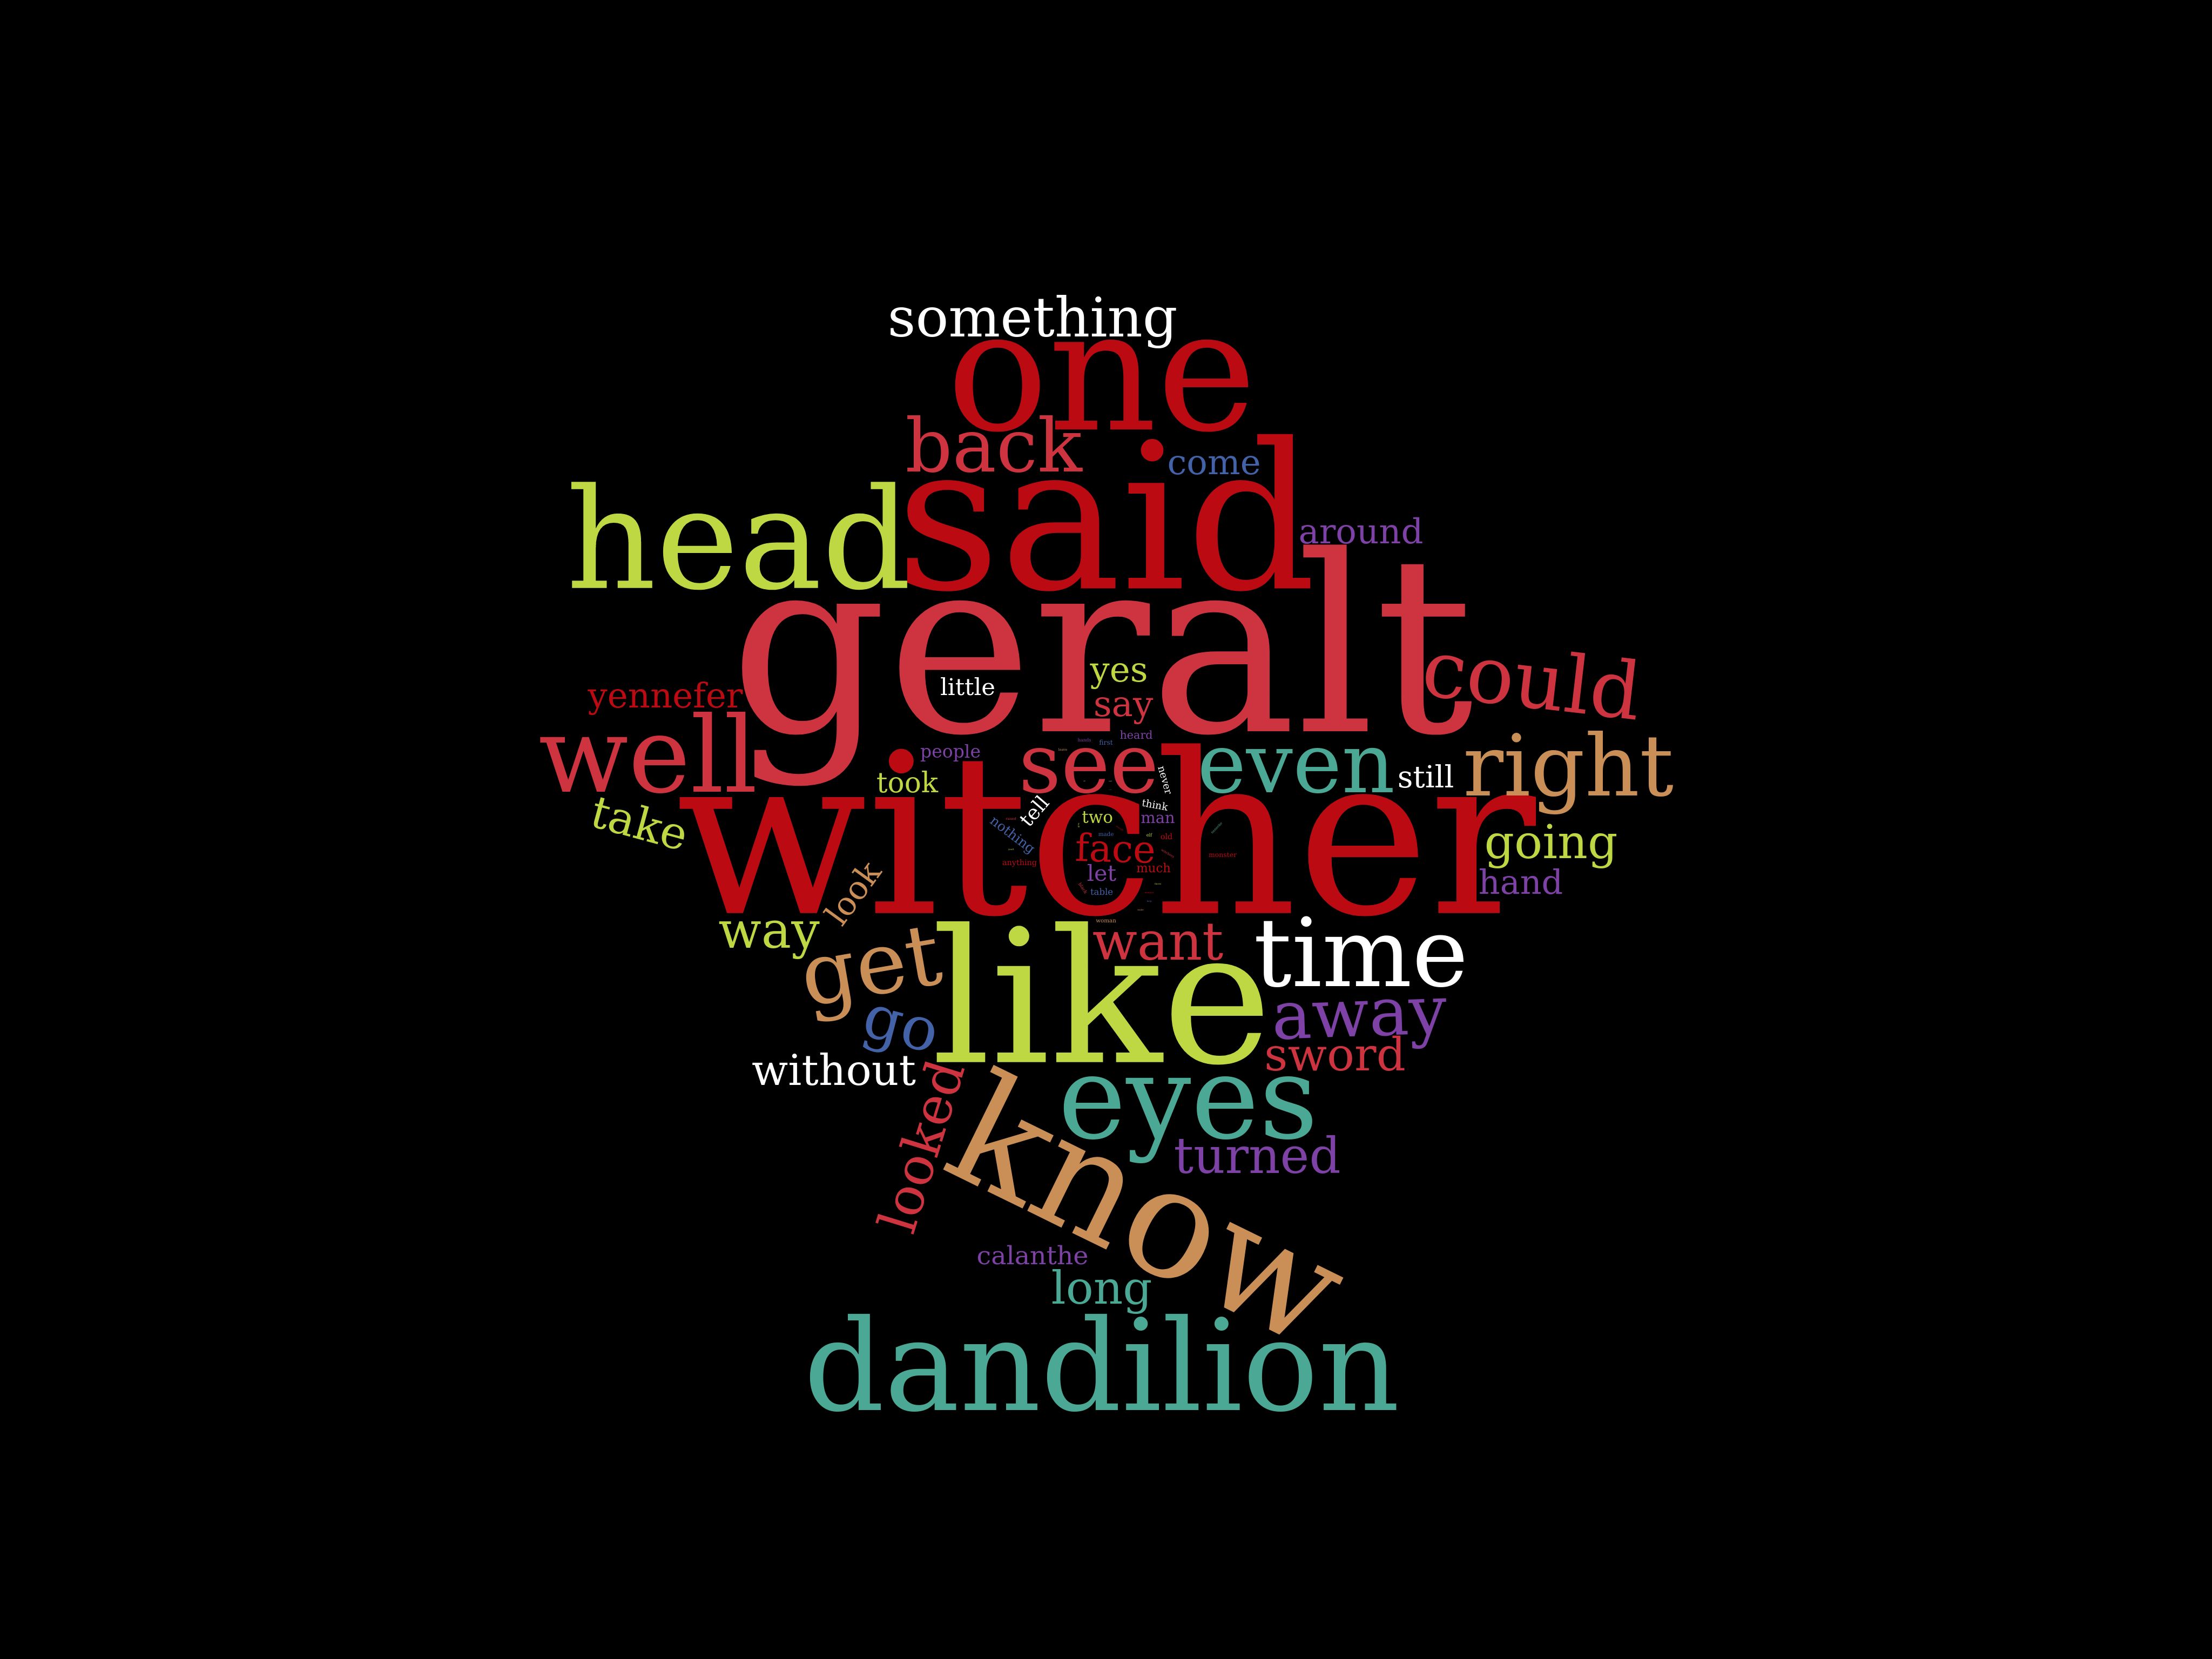 something
one
back
come
head
said
around
geralt
could
yes
little
yennefer
say
well
people
heard
first
see
even
still
right
took
never
take
tell
think
witcher
two
man
nothing
made
old
face
going
monster
anything
let
much
hand
look
table
woman
way
get
like
want
time
go
away
without
sword
looked
eyes
know
turned
calanthe
long
dandilion